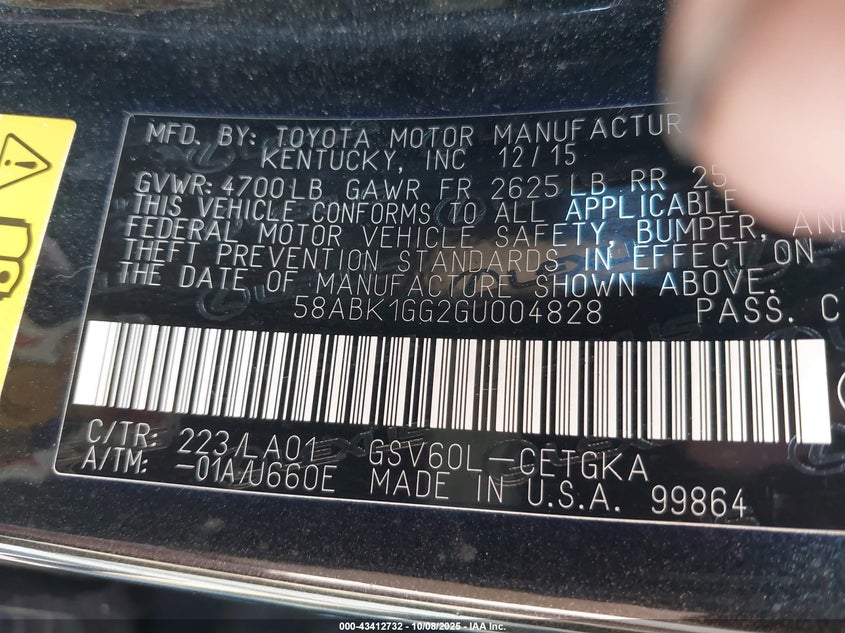 MFD. BY: TOYOTA MOTOR MANUFACTUR
KENTUCKY, INC 12/15
GVWR: 4700LB GAWR FR 2625LB RR 25
THIS VEHICLE CONFORMS TO ALL APPLICABLE
FEDERAL MOTOR VEHICLE SAFETY, BUMPER, AND
THEFT PREVENTION STANDARDS IN EFFECT ON
THE DATE OF MANUFACTURE SHOWN ABOVE.
58ABK1GG2GU004828 PASS. C
C/TR: 223/LA01 GSV60L-CETGKA
A/TM: -01A/U660E MADE IN U.S.A. 99864
000-43412732 - 10/08/2025 - IAA Inc.